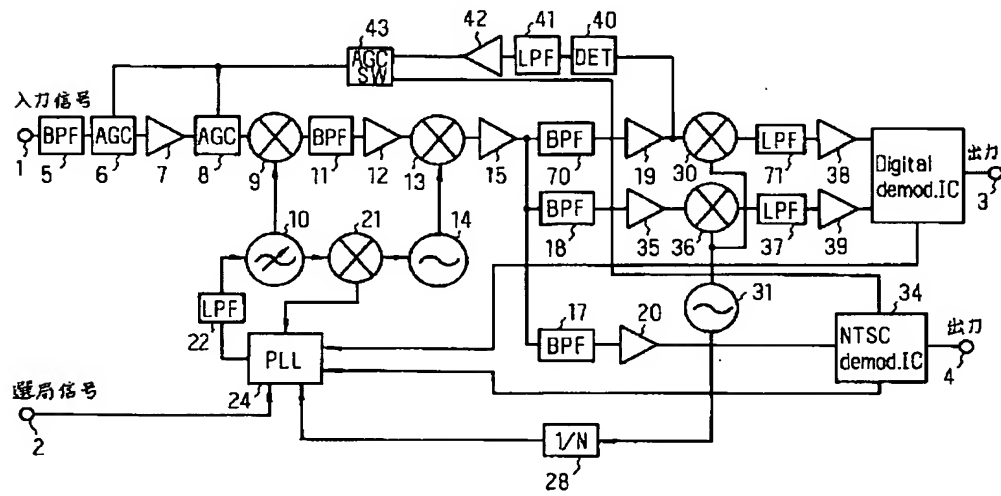 42
41
40
43
AGC
SW
LPF
DET
入力信号
1
BPF
5
AGC
6
7
AGC
8
9
BPF
11
12
13
15
BPF
70
19
30
LPF
71
38
Digital
demod.IC
出力
3
BPF
18
35
36
LPF
37
39
10
21
14
31
LPF
22
PLL
24
17
BPF
20
34
NTSC
demod.IC
出力
4
選局信号
2
1/N
28